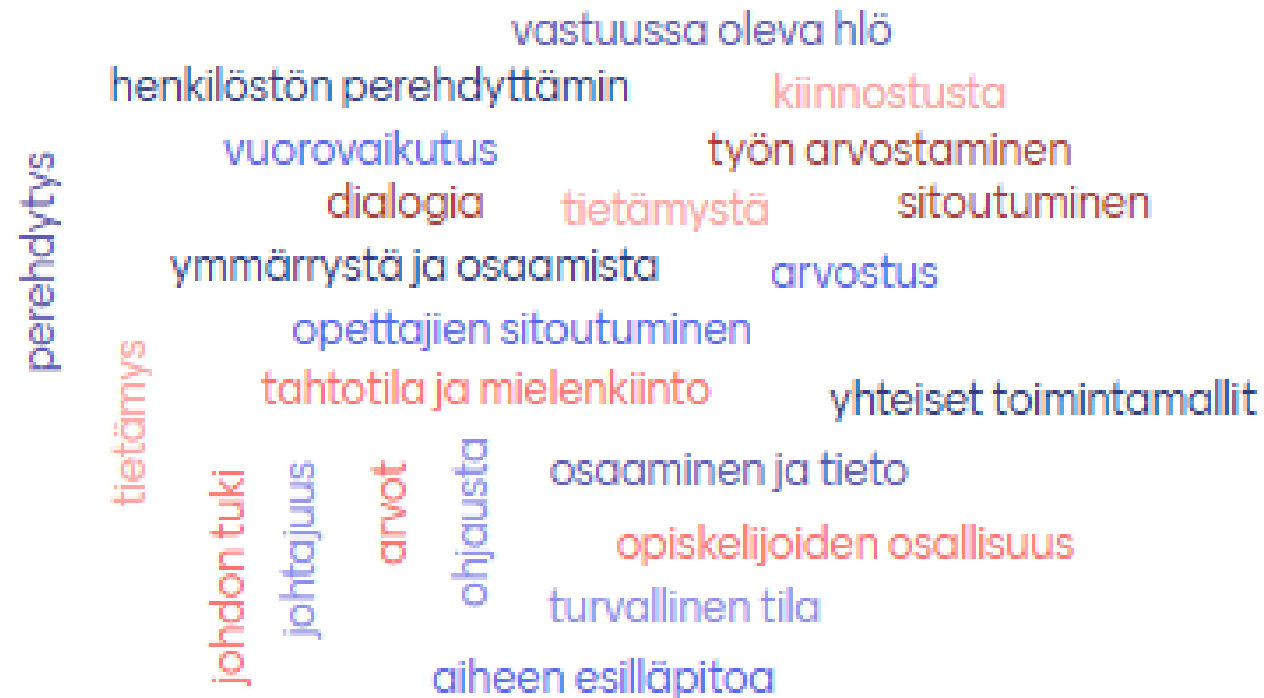 vastuussa oleva hlö
henkilöstön perehdyttämin
kiinnostusta
vuorovaikutus
työn arvostaminen
perehdytys
dialogia
tietämystä
sitoutuminen
ymmärrystä ja osaamista
arvostus
opettajien sitoutuminen
tietämys
tahtotila ja mielenkiinto
yhteiset toimintamallit
johdon tuki
johtajuus
arvot
ohjausta
osaaminen ja tieto
opiskelijoiden osallisuus
turvallinen tila
aiheen esilläpitoa